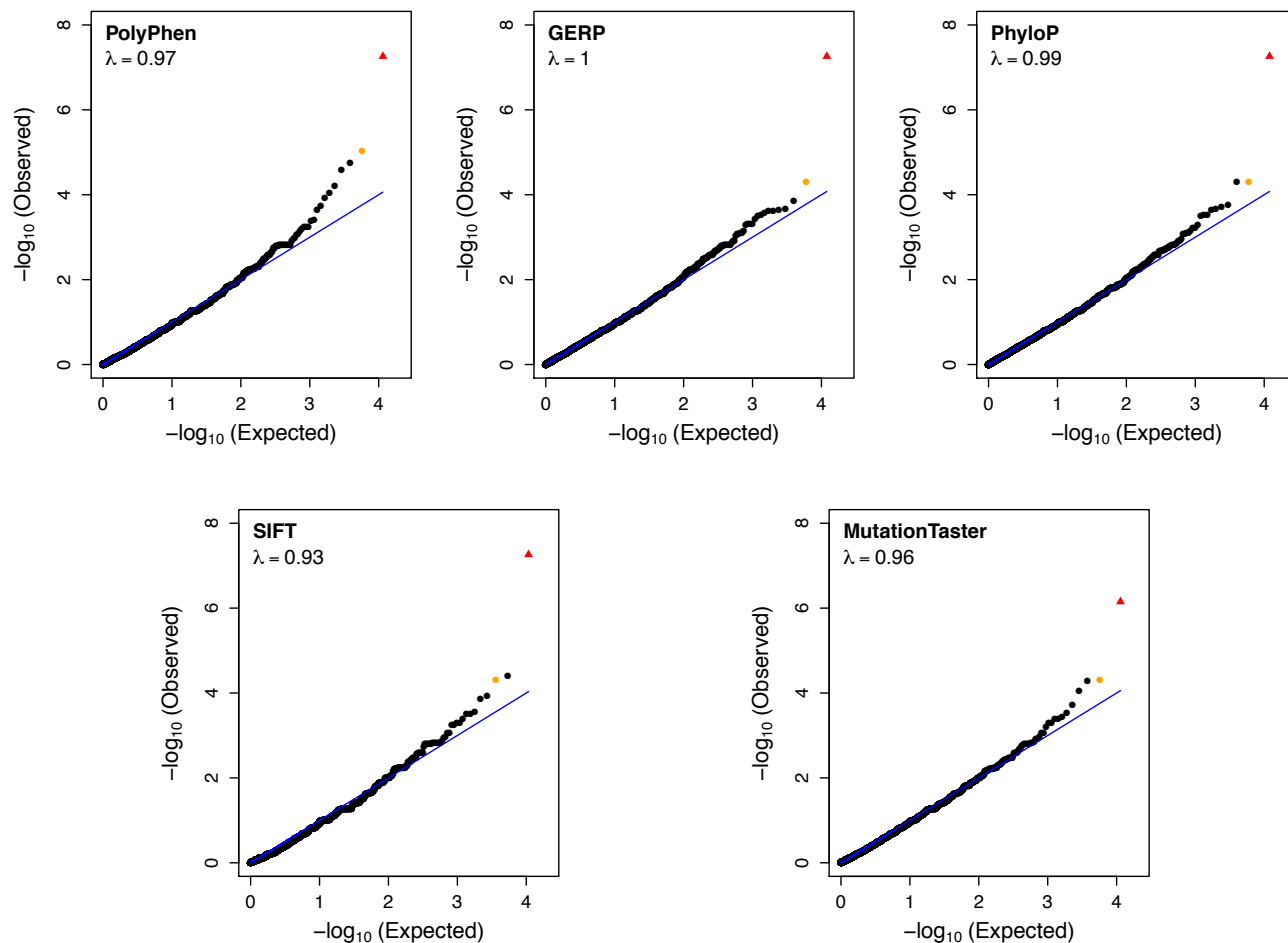 PolyPhen
λ = 0.97
−log10 (Observed)
0 2 4 6 8
0 1 2 3 4
−log10 (Expected)
GERP
λ = 1
−log10 (Observed)
0 2 4 6 8
0 1 2 3 4
−log10 (Expected)
PhyloP
λ = 0.99
−log10 (Observed)
0 2 4 6 8
0 1 2 3 4
−log10 (Expected)
SIFT
λ = 0.93
−log10 (Observed)
0 2 4 6 8
0 1 2 3 4
−log10 (Expected)
MutationTaster
λ = 0.96
−log10 (Observed)
0 2 4 6 8
0 1 2 3 4
−log10 (Expected)